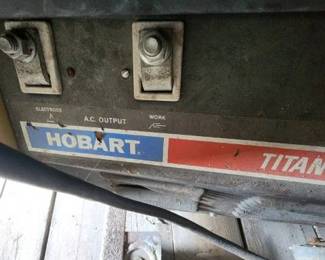 ELECTRODE A.C. OUTPUT WORK
HOBART. TITAN